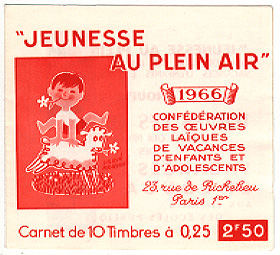 "JEUNESSE
AU PLEIN AIR"
1966
CONFÉDÉRATION
DES ŒUVRES
LAÏQUES
DE VACANCES
D'ENFANTS ET
D'ADOLESCENTS
23, rue de Richelieu
Paris 1er
Carnet de 10 Timbres à 0,25 2F50